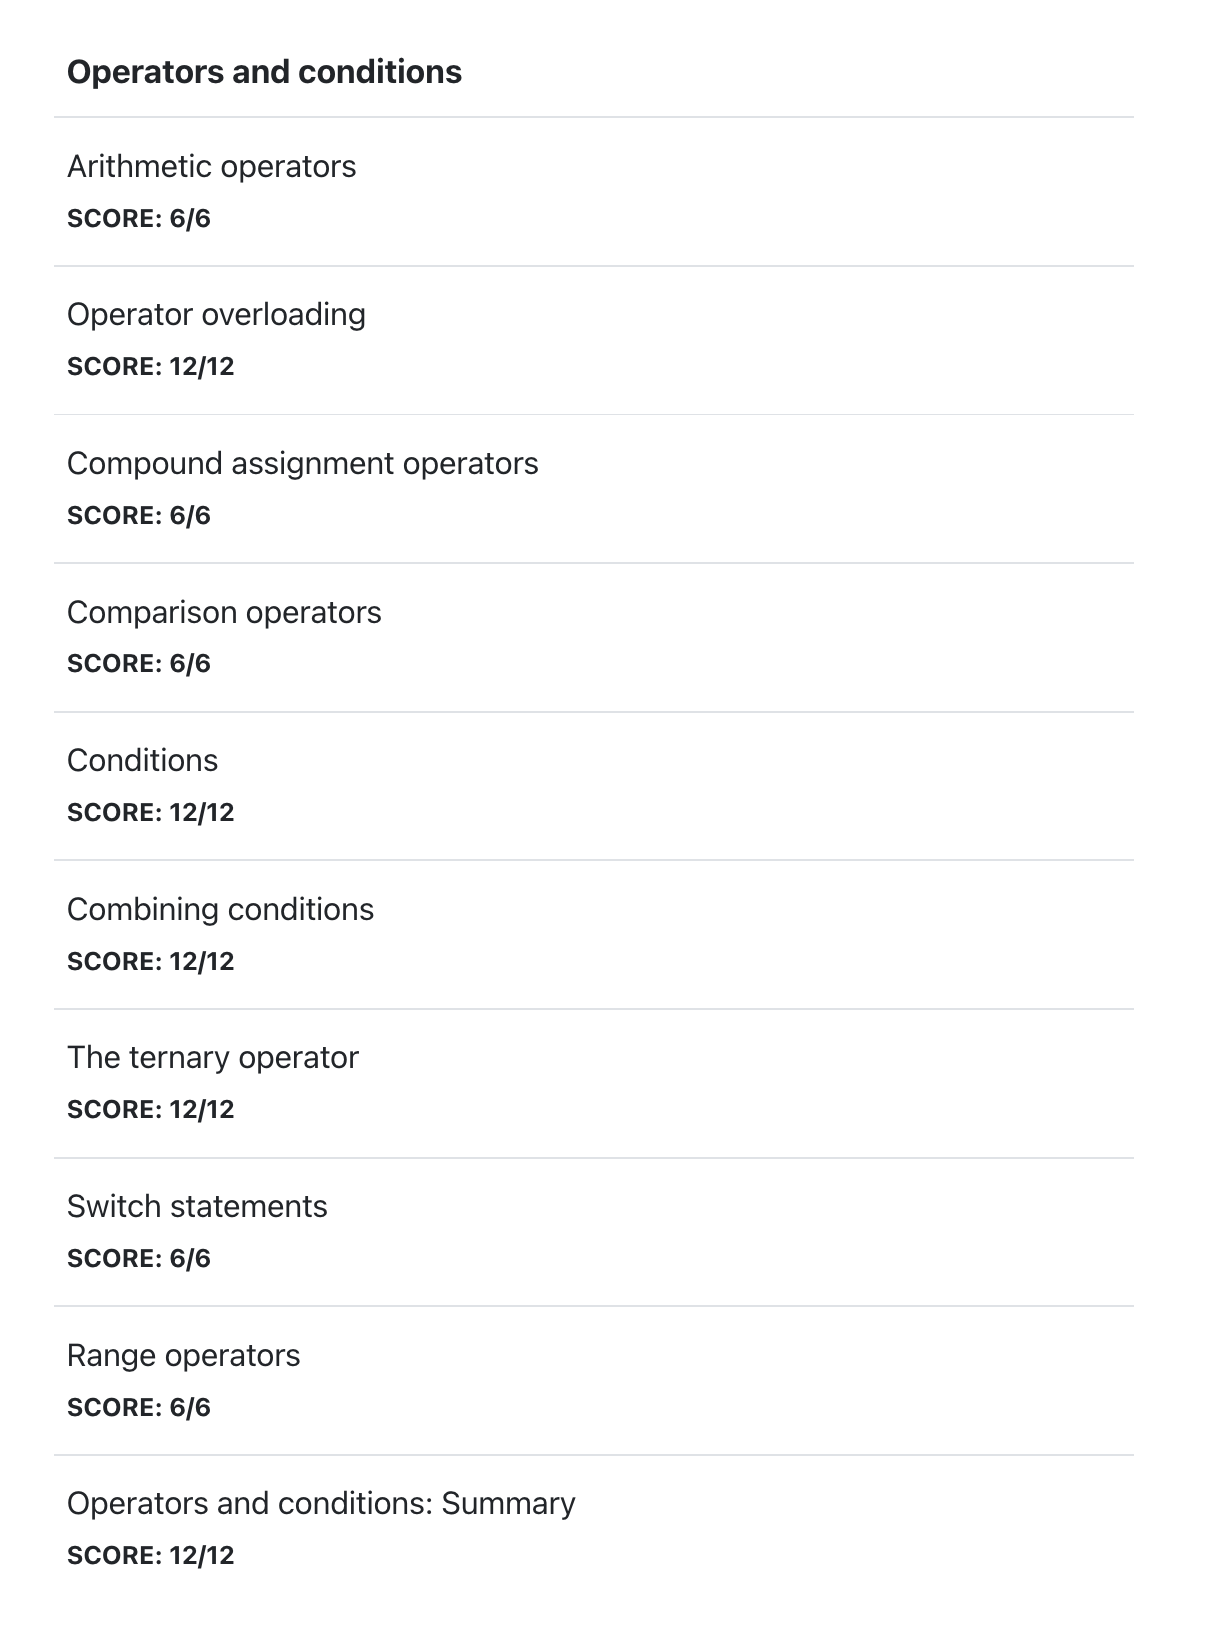 Operators and conditions
Arithmetic operators
SCORE: 6/6
Operator overloading
SCORE: 12/12
Compound assignment operators
SCORE: 6/6
Comparison operators
SCORE: 6/6
Conditions
SCORE: 12/12
Combining conditions
SCORE: 12/12
The ternary operator
SCORE: 12/12
Switch statements
SCORE: 6/6
Range operators
SCORE: 6/6
Operators and conditions: Summary
SCORE: 12/12